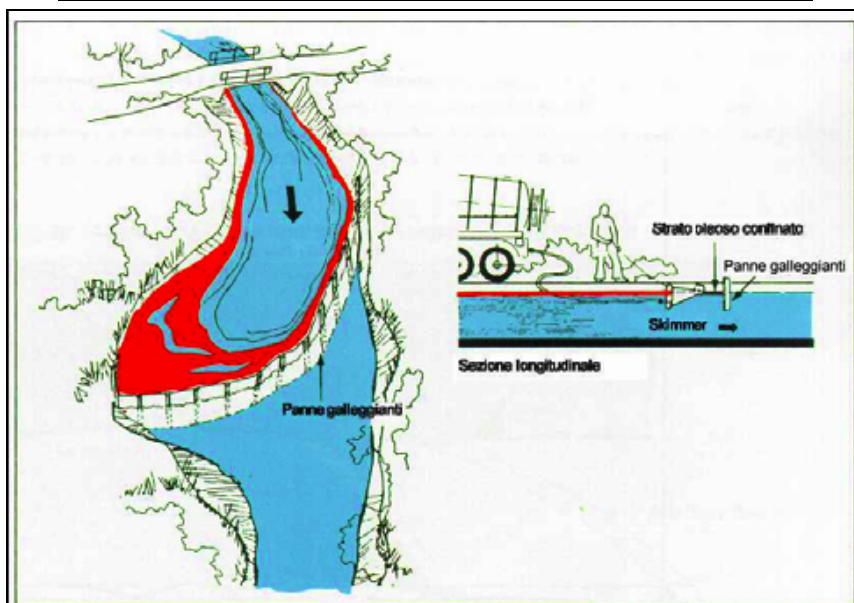 Strato oleoso confinato
Panne galleggianti
Skimmer
Sezione longitudinale
Panne galleggianti